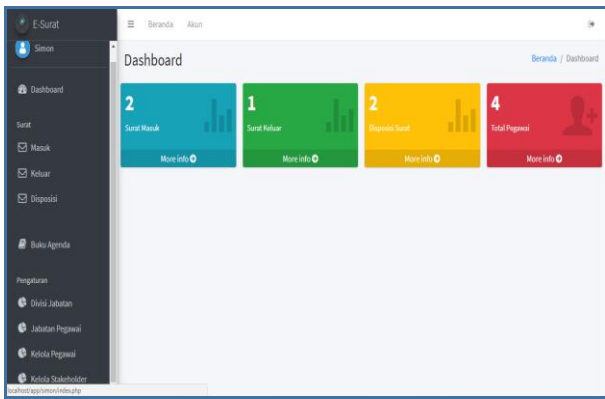 E-Surat
Beranda Akun
Simon
Dashboard
Beranda / Dashboard
Dashboard
2
Surat Masuk
More info
1
Surat Keluar
More info
2
Disposisi Surat
More info
4
Total Pegawai
More info
Surat
Masuk
Keluar
Disposisi
Buku Agenda
Pengaturan
Divisi Jabatan
Jabatan Pegawai
Kelola Pegawai
Kelola Stakeholder
localhost/app/simon/index.php